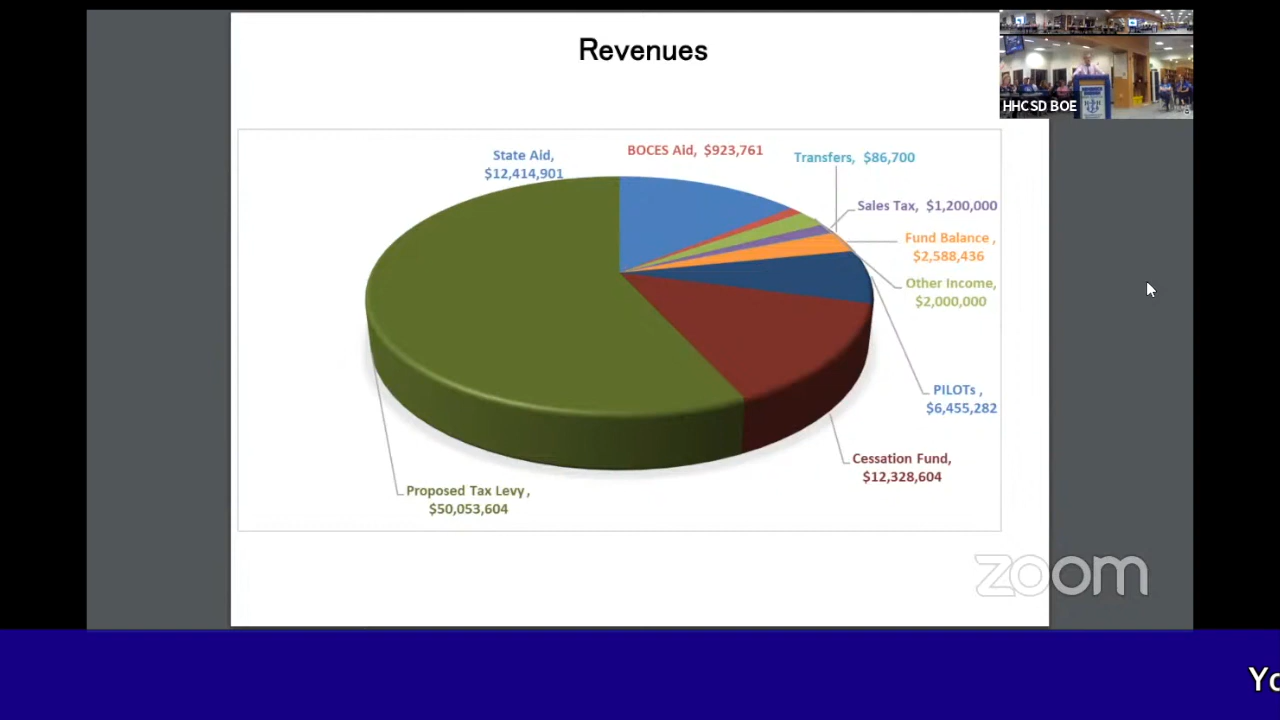 Revenues
HHCSD BOE
State Aid,
$12,414,901
BOCES Aid, $923,761
Transfers, $86,700
Sales Tax, $1,200,000
Fund Balance ,
$2,588,436
Other Income,
$2,000,000
PILOTs ,
$6,455,282
Cessation Fund,
$12,328,604
Proposed Tax Levy ,
$50,053,604
zoom